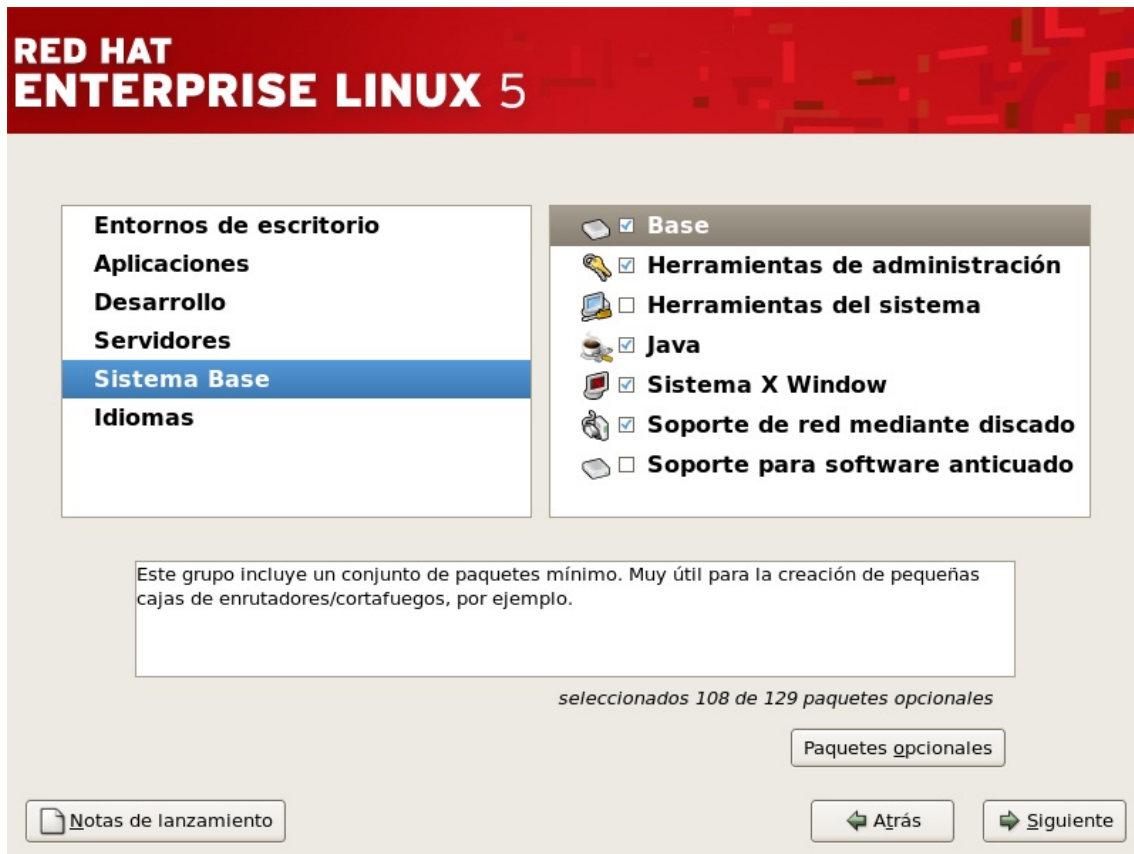 RED HAT
ENTERPRISE LINUX 5
Entornos de escritorio
Aplicaciones
Desarrollo
Servidores
Sistema Base
Idiomas
Base
Herramientas de administración
Herramientas del sistema
Java
Sistema X Window
Soporte de red mediante discado
Soporte para software anticuado
Este grupo incluye un conjunto de paquetes mínimo. Muy útil para la creación de pequeñas
cajas de enrutadores/cortafuegos, por ejemplo.
seleccionados 108 de 129 paquetes opcionales
Paquetes opcionales
Notas de lanzamiento
Atrás
Siguiente